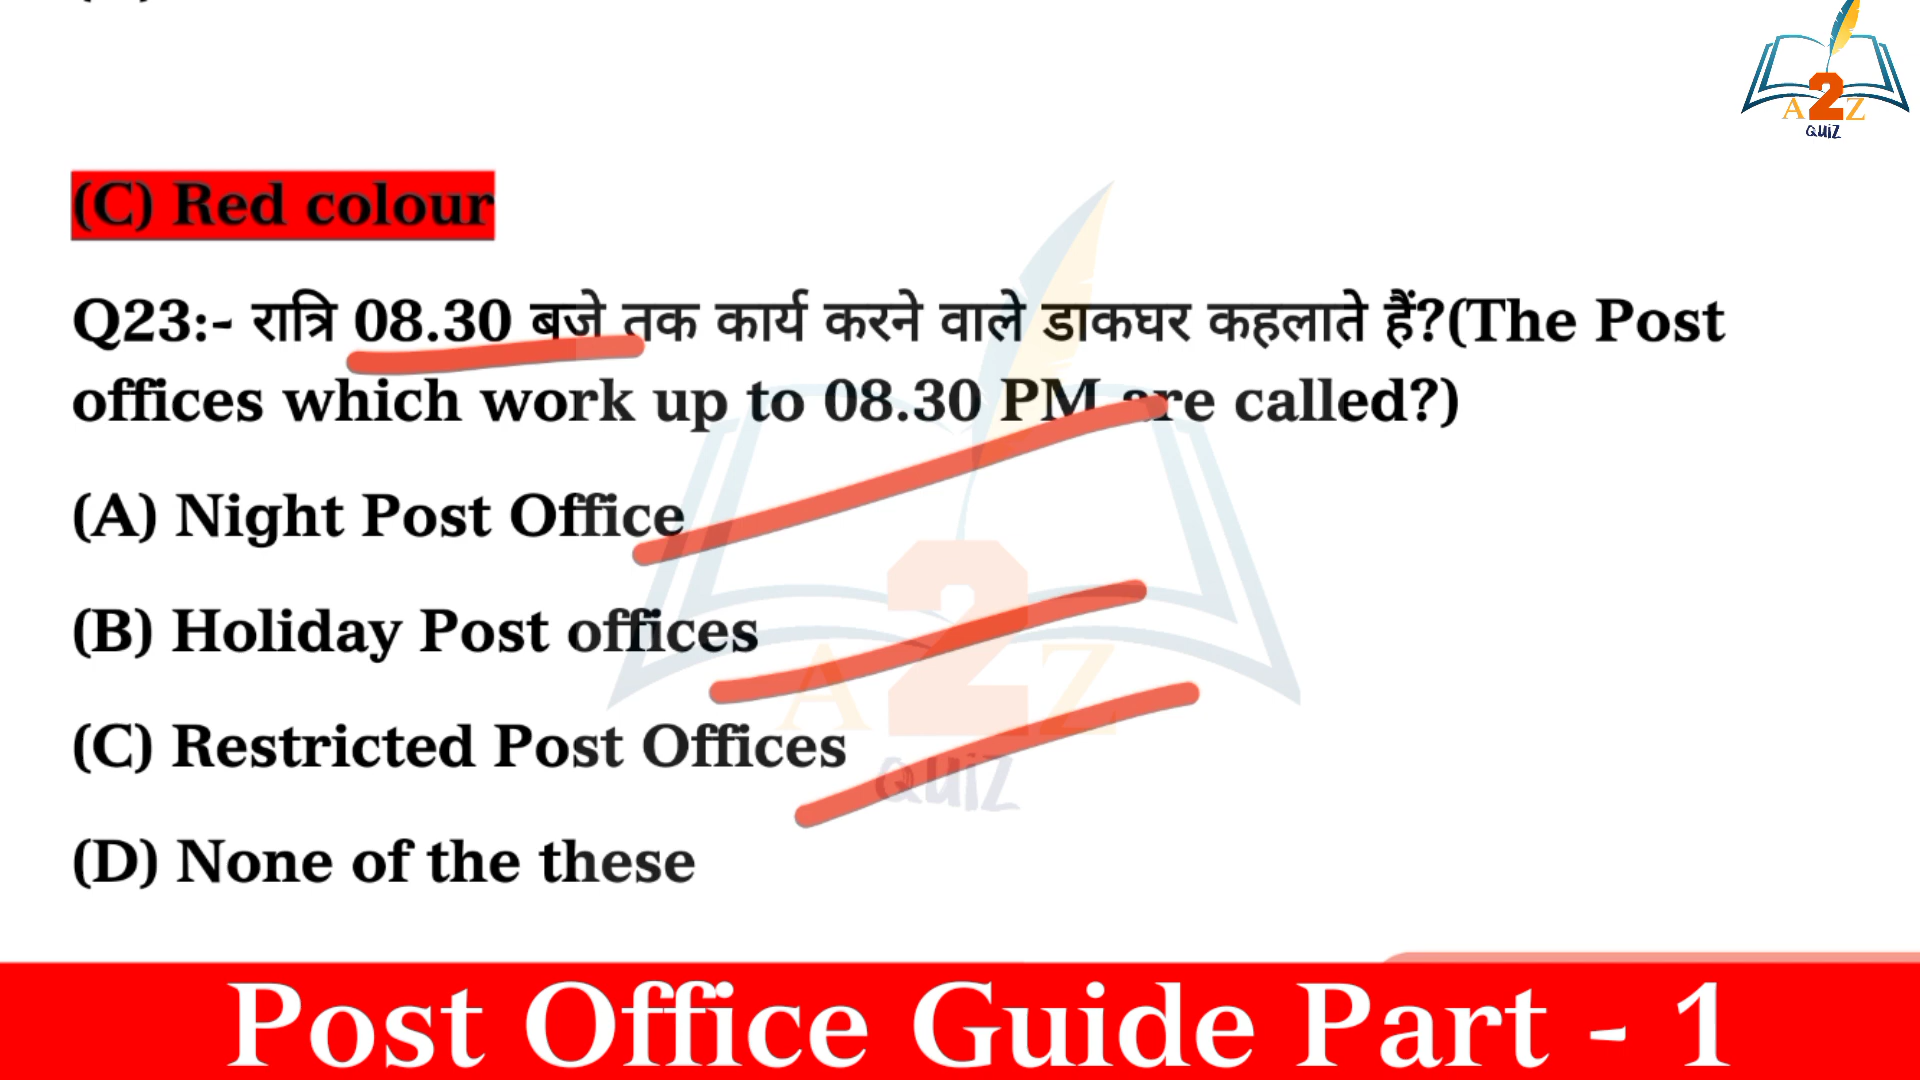 A 2 Z
QUIZ
(C) Red colour
Q23:- रात्रि 08.30 बजे तक कार्य करने वाले डाकघर कहलाते हैं?(The Post
offices which work up to 08.30 PM are called?)
(A) Night Post Office
(B) Holiday Post offices
(C) Restricted Post Offices
(D) None of the these
A 2 Z
QUIZ
Post Office Guide Part - 1